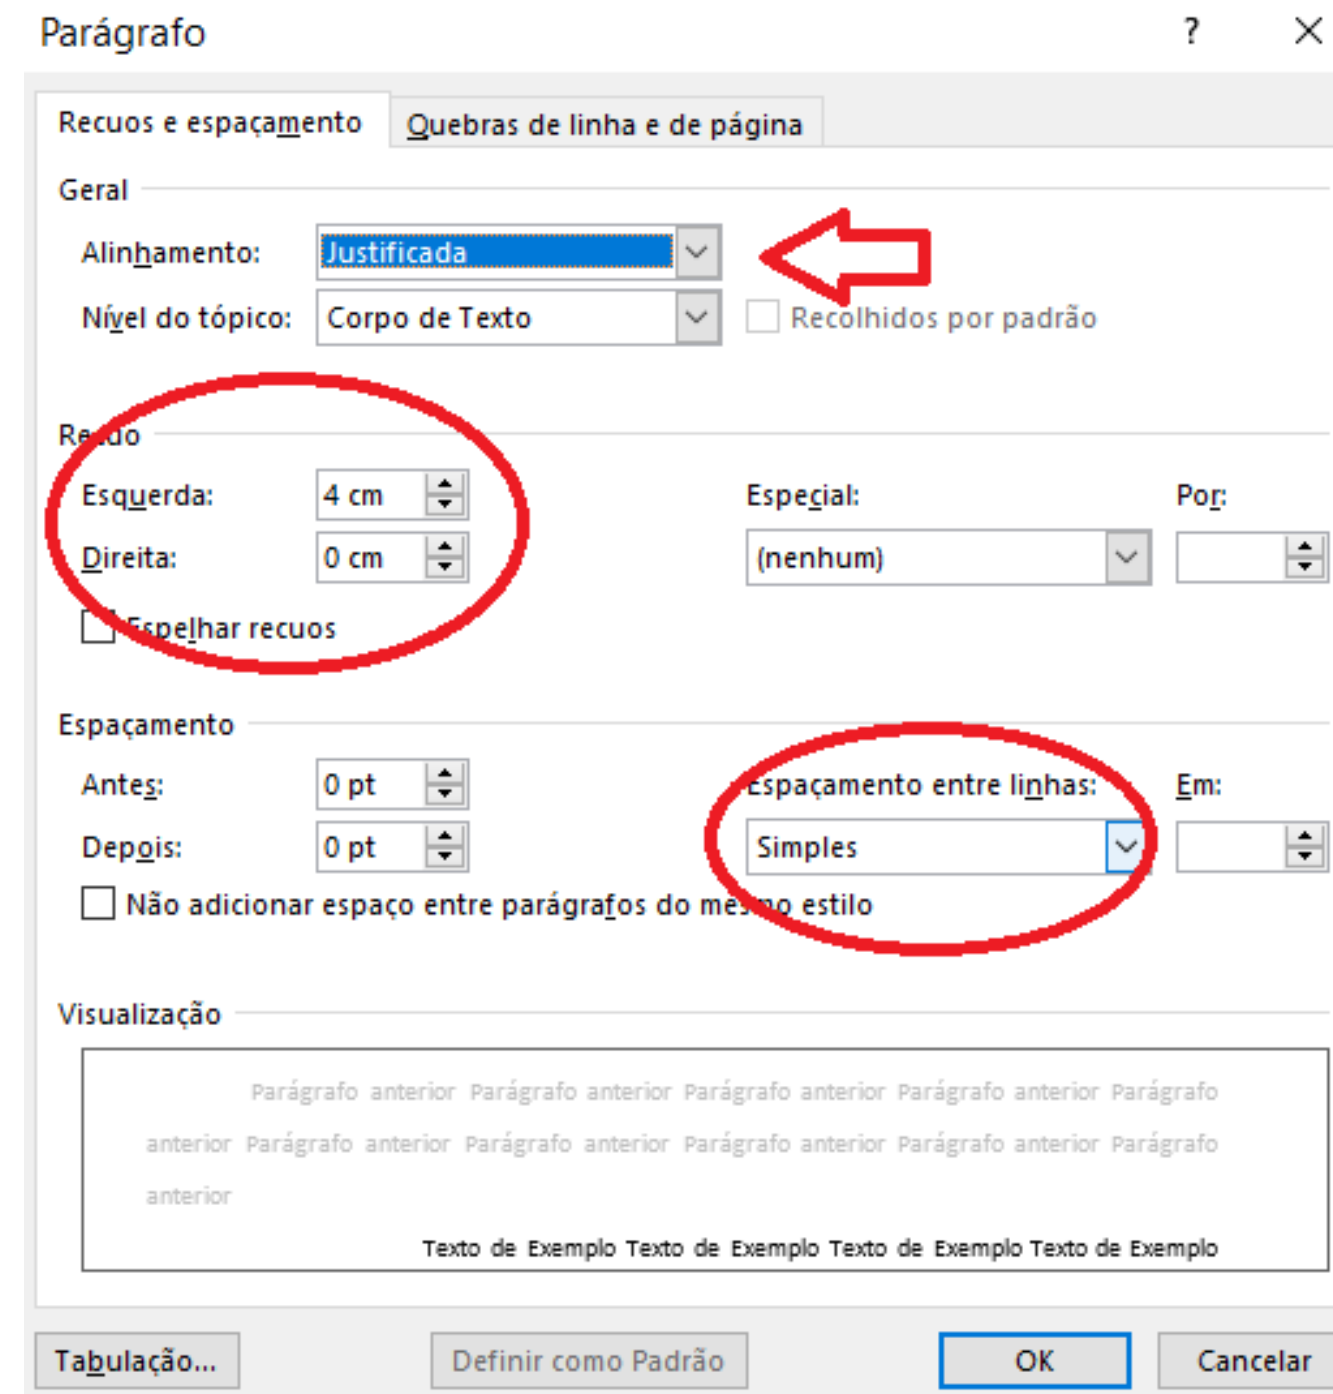 Parágrafo ? ×
Recuos e espaçamento Quebras de linha e de página
Geral
Alinhamento: Justificada
Nível do tópico: Corpo de Texto Recolhidos por padrão
Recuo
Esquerda: 4 cm Especial: Por:
Direita: 0 cm (nenhum)
Espelhar recuos
Espaçamento
Antes: 0 pt Espaçamento entre linhas: Em:
Depois: 0 pt Simples
Não adicionar espaço entre parágrafos do mesmo estilo
Visualização
Parágrafo anterior Parágrafo anterior Parágrafo anterior Parágrafo anterior Parágrafo
anterior Parágrafo anterior Parágrafo anterior Parágrafo anterior Parágrafo anterior Parágrafo
anterior
Texto de Exemplo Texto de Exemplo Texto de Exemplo Texto de Exemplo
Tabulação... Definir como Padrão OK Cancelar